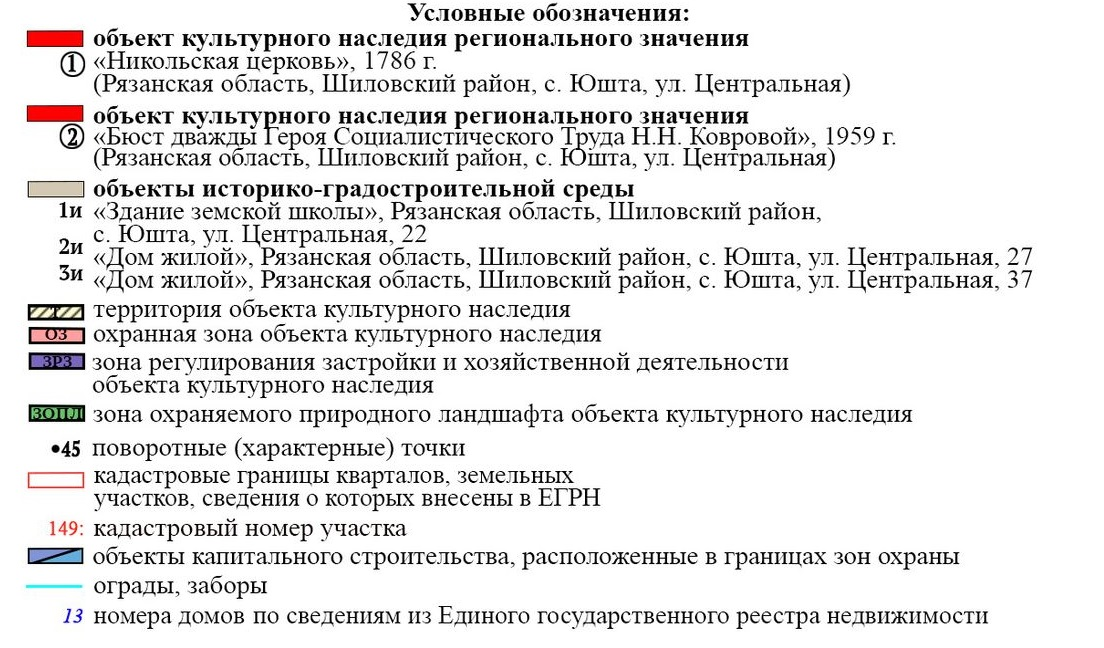 Условные обозначения:
объект культурного наследия регионального значения
① «Никольская церковь», 1786 г.
(Рязанская область, Шиловский район, с. Юшта, ул. Центральная)
объект культурного наследия регионального значения
② «Бюст дважды Героя Социалистического Труда Н.Н. Ковровой», 1959 г.
(Рязанская область, Шиловский район, с. Юшта, ул. Центральная)
объекты историко-градостроительной среды
1и «Здание земской школы», Рязанская область, Шиловский район,
с. Юшта, ул. Центральная, 22
2и «Дом жилой», Рязанская область, Шиловский район, с. Юшта, ул. Центральная, 27
3и «Дом жилой», Рязанская область, Шиловский район, с. Юшта, ул. Центральная, 37
Т территория объекта культурного наследия
ОЗ охранная зона объекта культурного наследия
ЗРЗ зона регулирования застройки и хозяйственной деятельности
объекта культурного наследия
ЗОПЛ зона охраняемого природного ландшафта объекта культурного наследия
•45 поворотные (характерные) точки
кадастровые границы кварталов, земельных
участков, сведения о которых внесены в ЕГРН
149: кадастровый номер участка
объекты капитального строительства, расположенные в границах зон охраны
ограды, заборы
13 номера домов по сведениям из Единого государственного реестра недвижимости